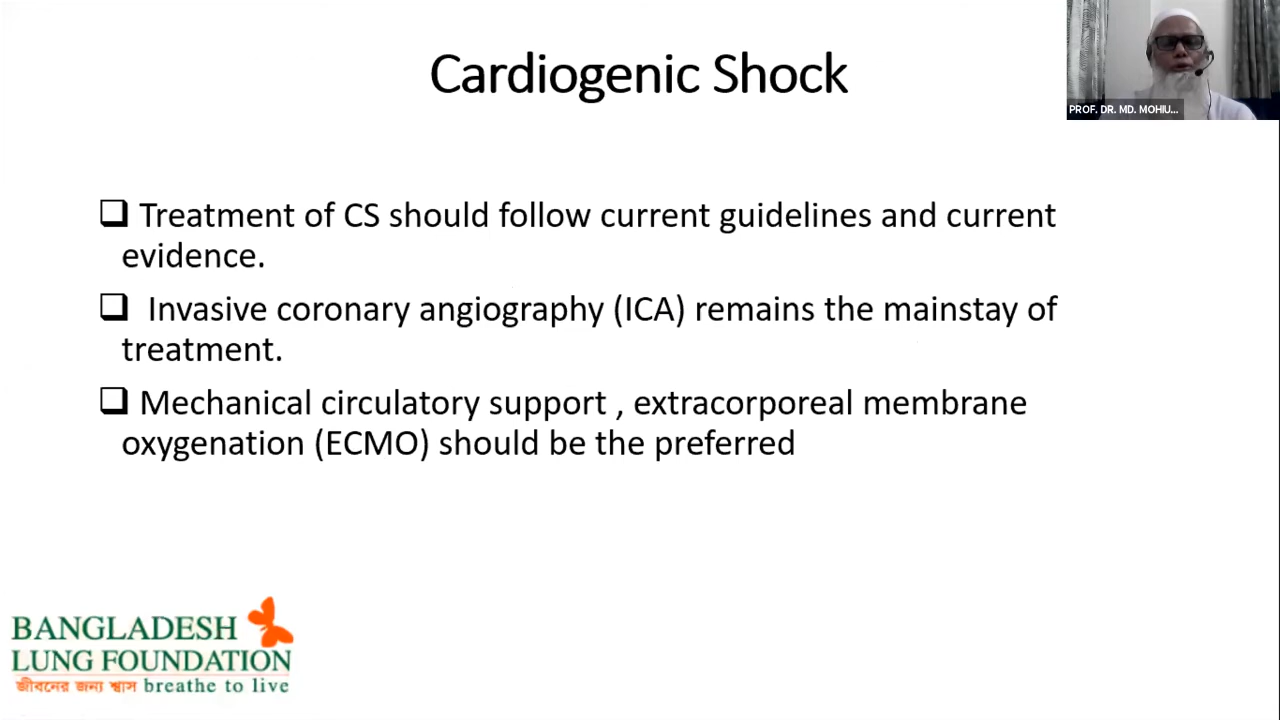 Cardiogenic Shock
PROF. DR. MD. MOHIU...
Treatment of CS should follow current guidelines and current
evidence.
Invasive coronary angiography (ICA) remains the mainstay of
treatment.
Mechanical circulatory support , extracorporeal membrane
oxygenation (ECMO) should be the preferred
BANGLADESH
LUNG FOUNDATION
জীবনের জন্য শ্বাস breathe to live